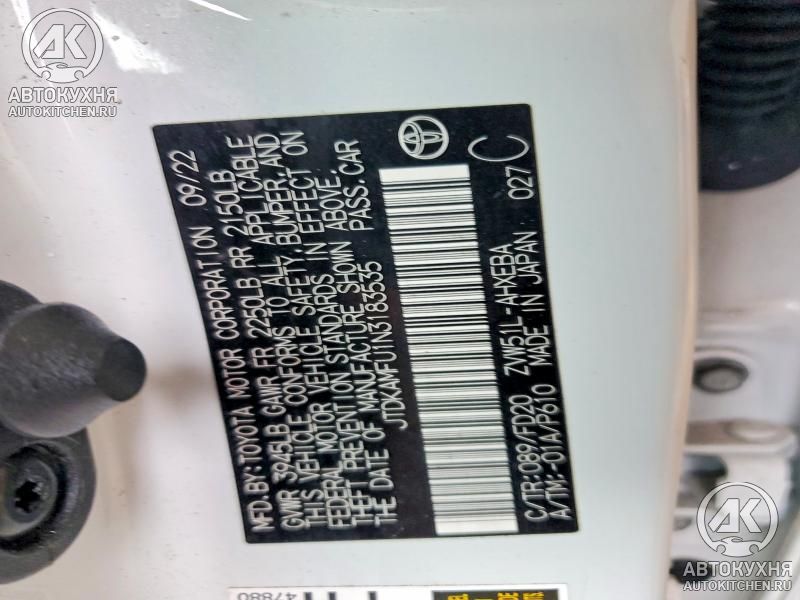 АК
АВТОКУХНЯ
AUTOKITCHEN.RU
MFD.BY:TOYOTA MOTOR CORPORATION 09/22
GVWR 3945LB GAWR FR 2250LB RR 2150LB
THIS VEHICLE CONFORMS TO ALL APPLICABLE
FEDERAL MOTOR VEHICLE SAFETY, BUMPER, AND
THEFT PREVENTION STANDARDS IN EFFECT ON
THE DATE OF MANUFACTURE SHOWN ABOVE.
JTDKAMFU1N3183535 PASS.CAR
C/TR:089/FD20 ZVW51L-AHXEBA
A/TM:-01A/P610 MADE IN JAPAN 027 C
47880
АК
АВТОКУХНЯ
AUTOKITCHEN.RU